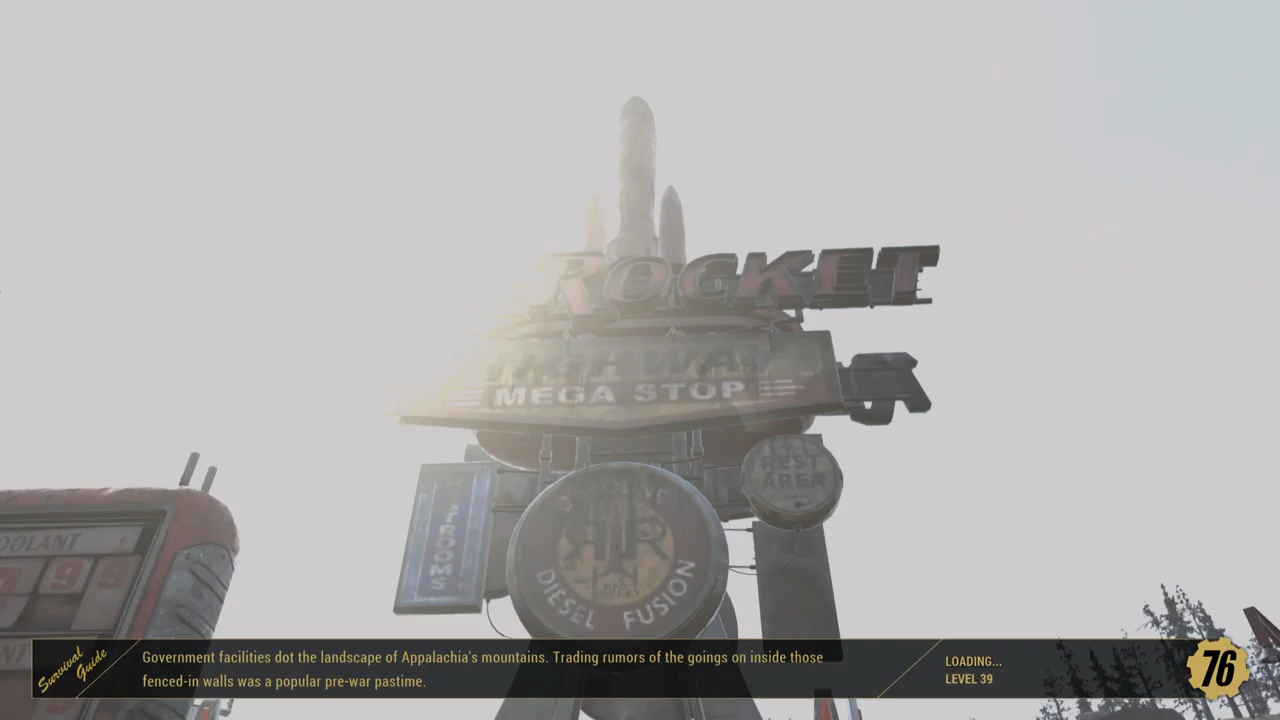 ROCKET
HIGHWAY
MEGA STOP
REST
AREA
DIESEL FUSION
OOLANT
99
Survival
Guide
Government facilities dot the landscape of Appalachia's mountains. Trading rumors of the goings on inside those
fenced-in walls was a popular pre-war pastime.
LOADING...
LEVEL 39
76